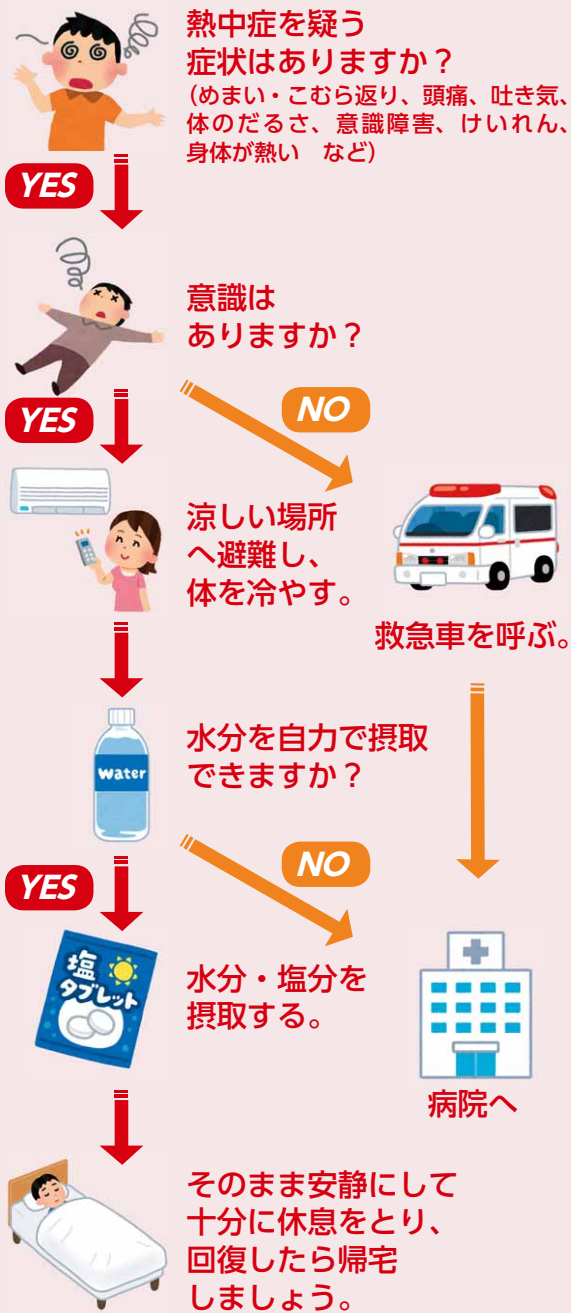 熱中症を疑う
症状はありますか？
（めまい・こむら返り、頭痛、吐き気、
体のだるさ、意識障害、けいれん、
身体が熱い　など）
YES
意識は
ありますか？
YES
NO
涼しい場所
へ避難し、
体を冷やす。
救急車を呼ぶ。
Water
水分を自力で摂取
できますか？
YES
NO
塩
タブレット
水分・塩分を
摂取する。
病院へ
そのまま安静にして
十分に休息をとり、
回復したら帰宅
しましょう。